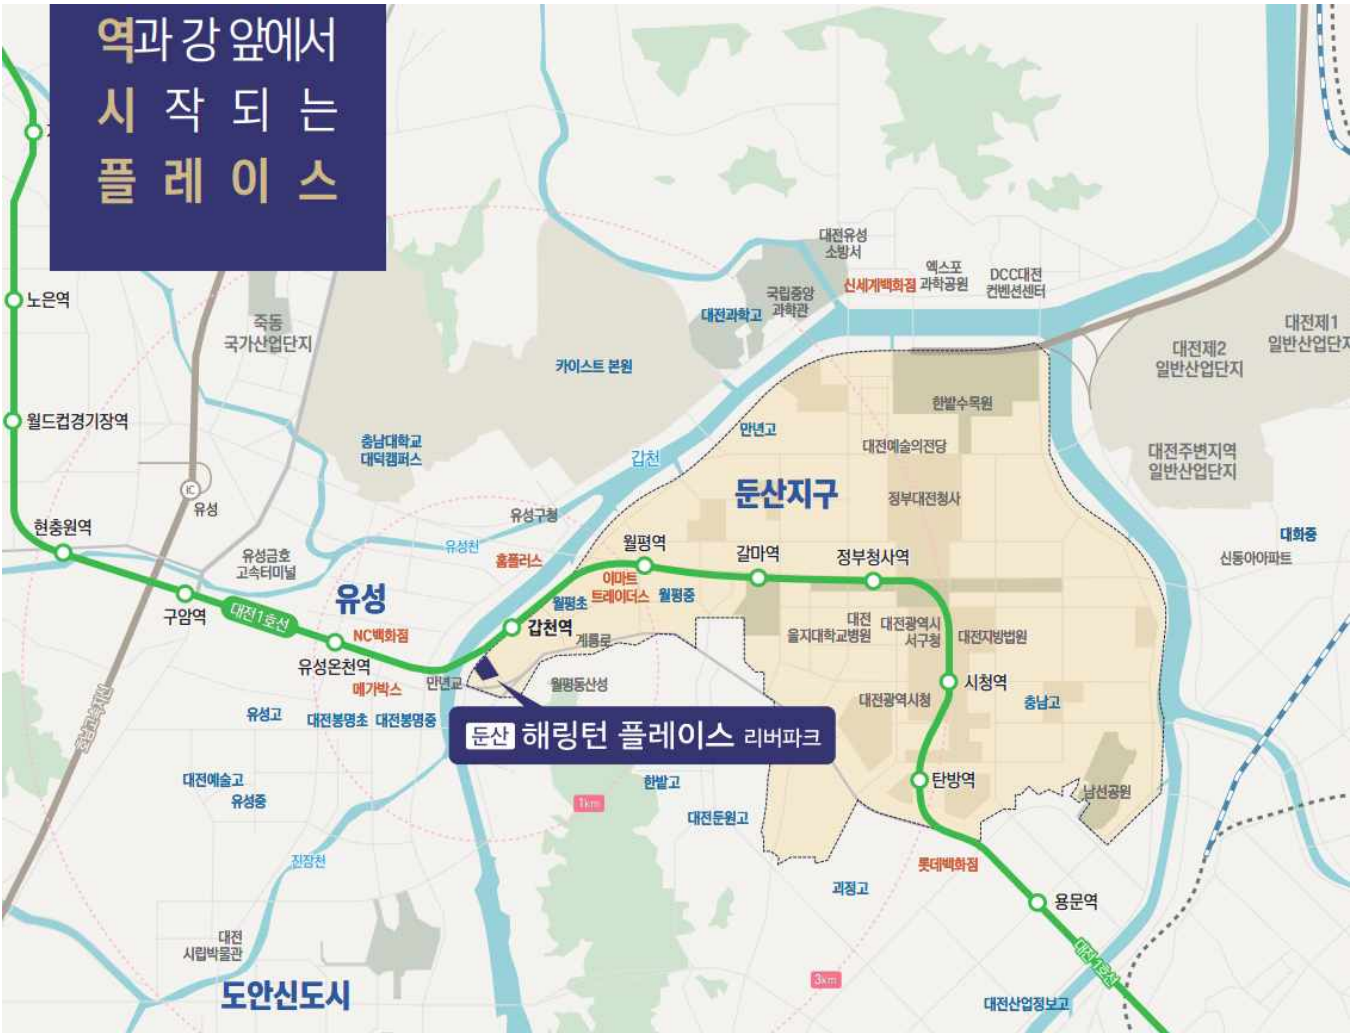 역과 강 앞에서
시작되는
플레이스
대전유성
소방서
신세계백화점
엑스포
과학공원
DCC대전
컨벤션센터
국립중앙
과학관
대전과학고
노은역
죽동
국가산업단지
대전제1
일반산업단지
대전제2
일반산업단지
카이스트 본원
한밭수목원
월드컵경기장역
충남대학교
대덕캠퍼스
만년고
대전예술의전당
갑천
대전주변지역
일반산업단지
둔산지구
정부대전청사
IC
유성
유성구청
현충원역
유성천
월평역
갈마역
정부청사역
대화중
신동아아파트
유성금호
고속터미널
홈플러스
이마트
트레이더스
월평중
월평초
구암역
대전1호선
유성
NC백화점
갑천역
계룡로
대전
을지대학교병원
대전광역시
서구청
대전지방법원
유성온천역
메가박스
만년교
월평동산성
시청역
대전광역시청
충남고
유성고
대전봉명초
대전봉명중
둔산 해링턴 플레이스 리버파크
대전예술고
유성중
한밭고
탄방역
남선공원
1km
대전둔원고
진장천
롯데백화점
괴정고
용문역
대전
시립박물관
대전1호선
3km
도안신도시
대전산업정보고